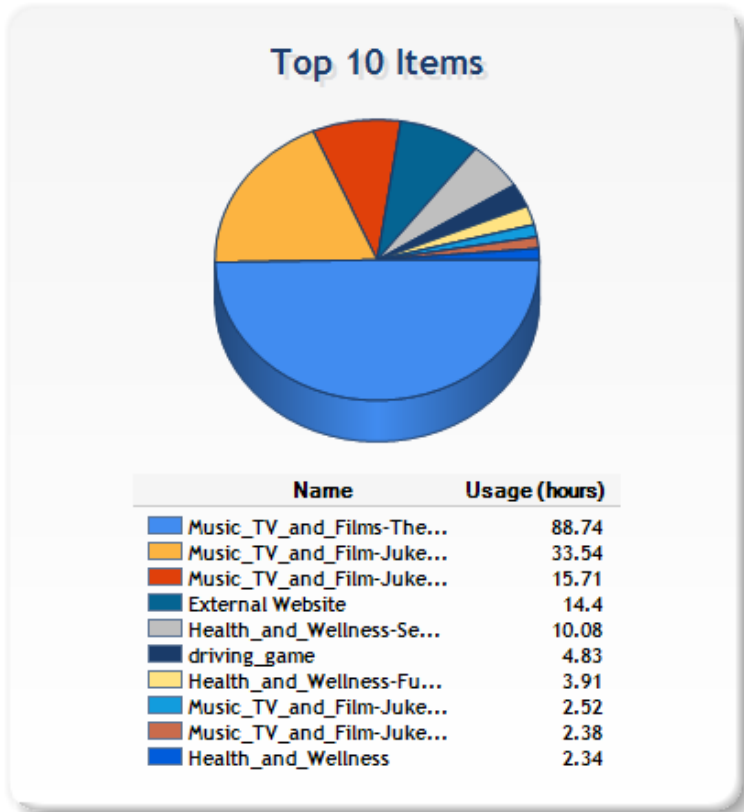 Top 10 Items
Name Usage (hours)
Music_TV_and_Films-The... 88.74
Music_TV_and_Film-Juke... 33.54
Music_TV_and_Film-Juke... 15.71
External Website 14.4
Health_and_Wellness-Se... 10.08
driving_game 4.83
Health_and_Wellness-Fu... 3.91
Music_TV_and_Film-Juke... 2.52
Music_TV_and_Film-Juke... 2.38
Health_and_Wellness 2.34